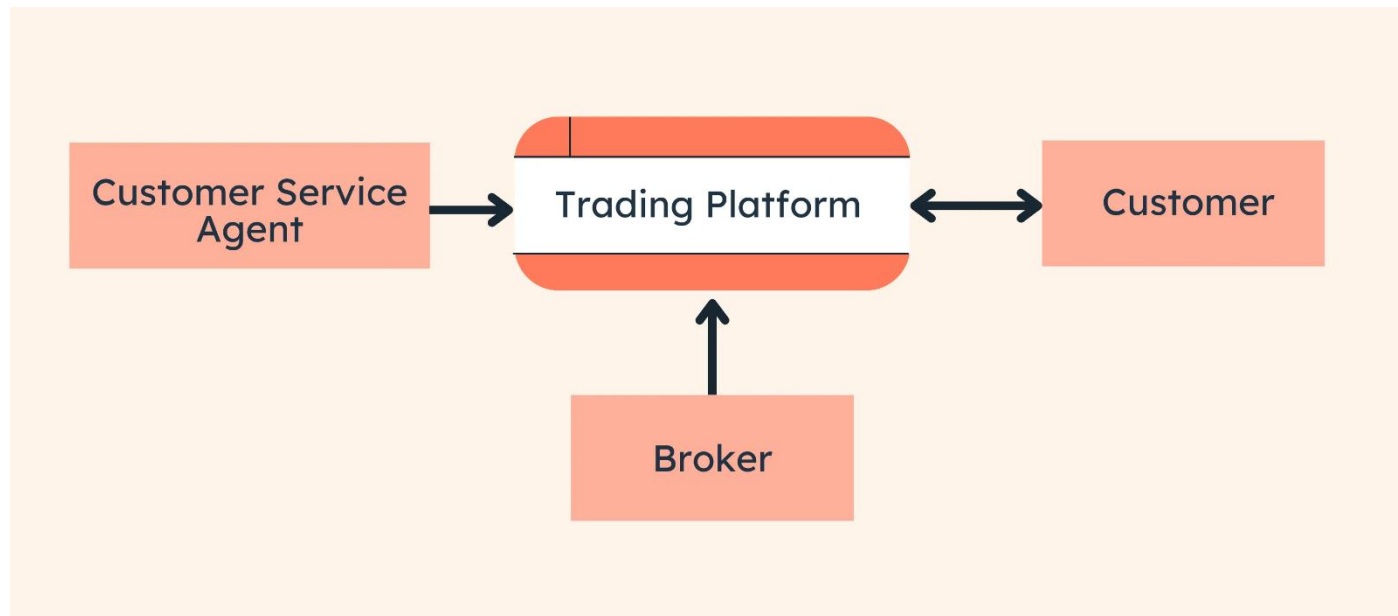 Customer Service
Agent
Trading Platform
Customer
Broker